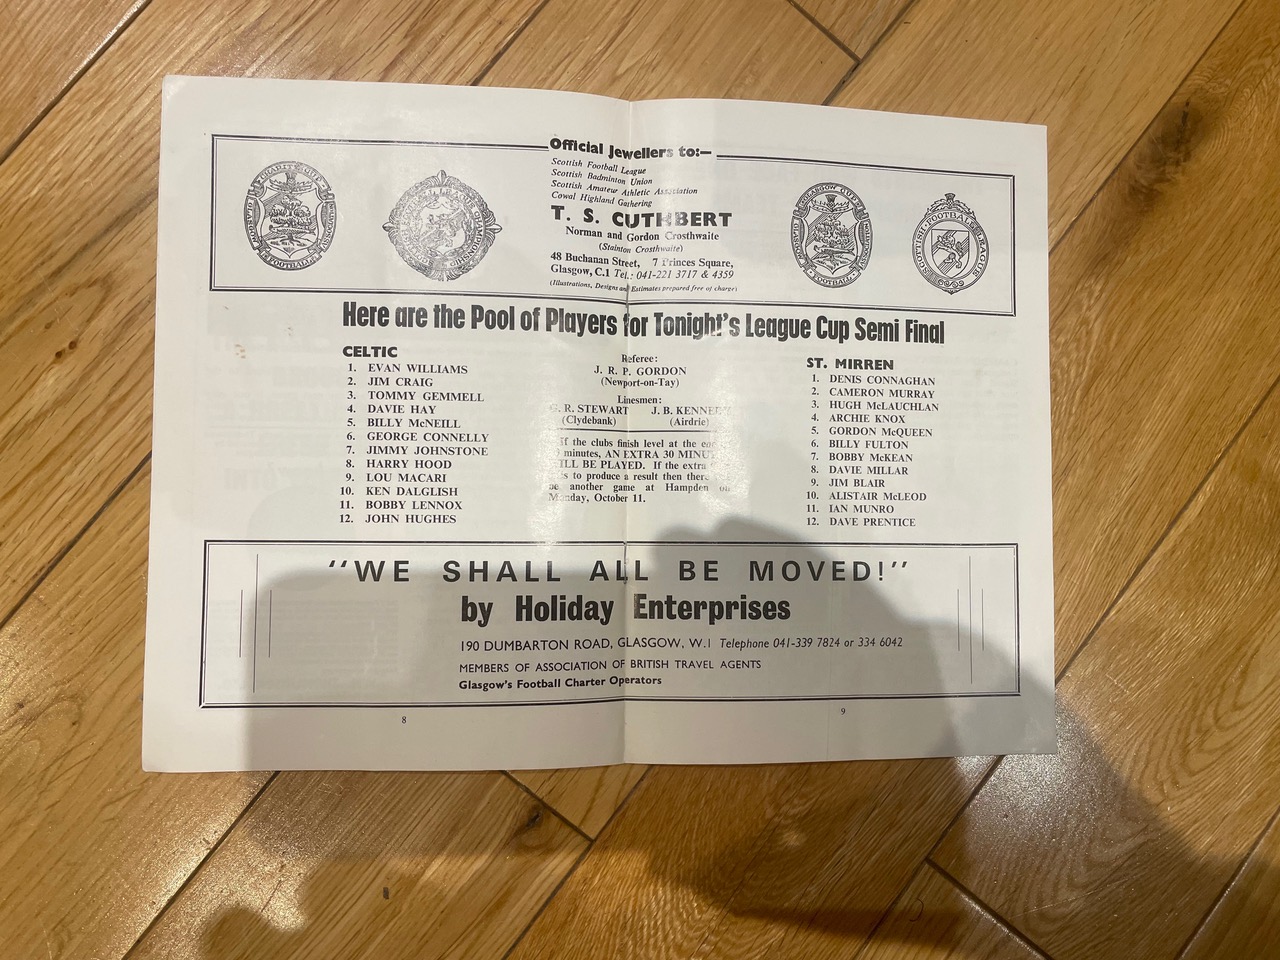 Official Jewellers to:—
Scottish Football League
Scottish Badminton Union
Scottish Amateur Athletic Association
Cowal Highland Gathering
T. S. CUTHBERT
Norman and Gordon Crosthwaite
(Stainton Crosthwaite)
48 Buchanan Street, 7 Princes Square,
Glasgow, C.1 Tel.: 041-221 3717 & 4359
(Illustrations, Designs and Estimates prepared free of charge)
Here are the Pool of Players for Tonight's League Cup Semi Final
CELTIC
1. EVAN WILLIAMS
2. JIM CRAIG
3. TOMMY GEMMELL
4. DAVIE HAY
5. BILLY McNEILL
6. GEORGE CONNELLY
7. JIMMY JOHNSTONE
8. HARRY HOOD
9. LOU MACARI
10. KEN DALGLISH
11. BOBBY LENNOX
12. JOHN HUGHES
Referee:
J. R. P. GORDON
(Newport-on-Tay)
Linesmen:
R. STEWART J. B.
(Clydebank) (Airdrie)
If the clubs finish level at the
minutes, AN EXTRA 30
BE PLAYED. If the extra
to produce a result then there
be another game at Hampden on
Monday, October 11.
ST. MIRREN
1. DENIS CONNAGHAN
2. CAMERON MURRAY
3. HUGH McLAUCHLAN
4. ARCHIE KNOX
5. GORDON McQUEEN
6. BILLY FULTON
7. BOBBY McKEAN
8. DAVIE MILLAR
9. JIM BLAIR
10. ALISTAIR McLEOD
11. IAN MUNRO
12. DAVE PRENTICE
"WE SHALL ALL BE MOVED!"
by Holiday Enterprises
190 DUMBARTON ROAD, GLASGOW, W.1 Telephone 041-339 7824 or 334 6042
MEMBERS OF ASSOCIATION OF BRITISH TRAVEL AGENTS
Glasgow's Football Charter Operators
8
9